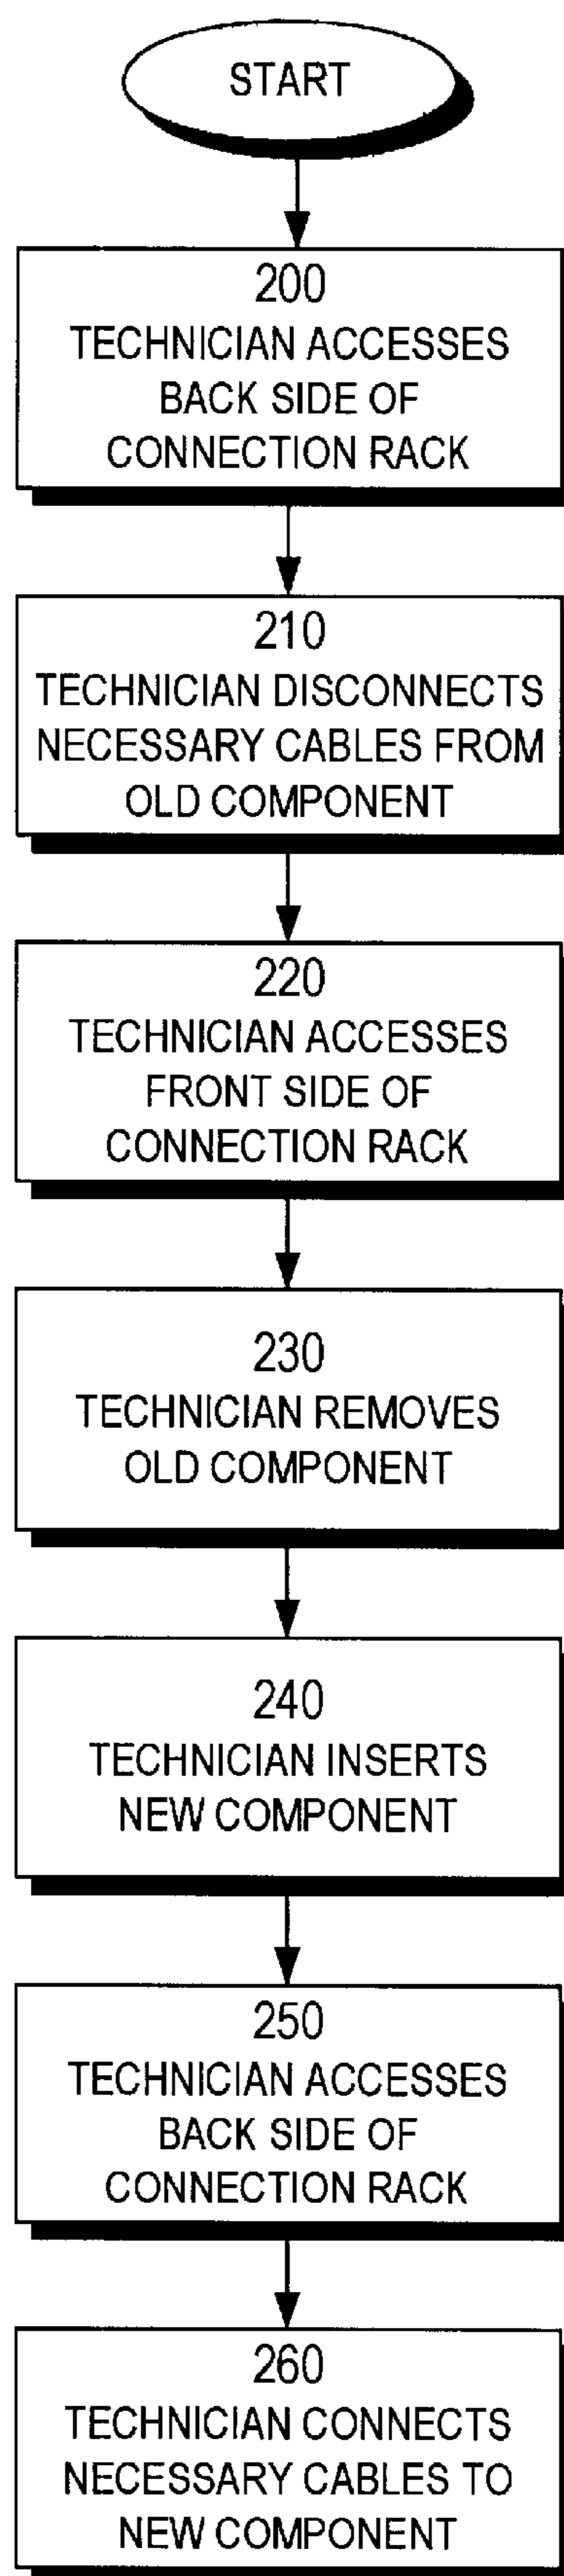 START
200
TECHNICIAN ACCESSES
BACK SIDE OF
CONNECTION RACK
210
TECHNICIAN DISCONNECTS
NECESSARY CABLES FROM
OLD COMPONENT
220
TECHNICIAN ACCESSES
FRONT SIDE OF
CONNECTION RACK
230
TECHNICIAN REMOVES
OLD COMPONENT
240
TECHNICIAN INSERTS
NEW COMPONENT
250
TECHNICIAN ACCESSES
BACK SIDE OF
CONNECTION RACK
260
TECHNICIAN CONNECTS
NECESSARY CABLES TO
NEW COMPONENT